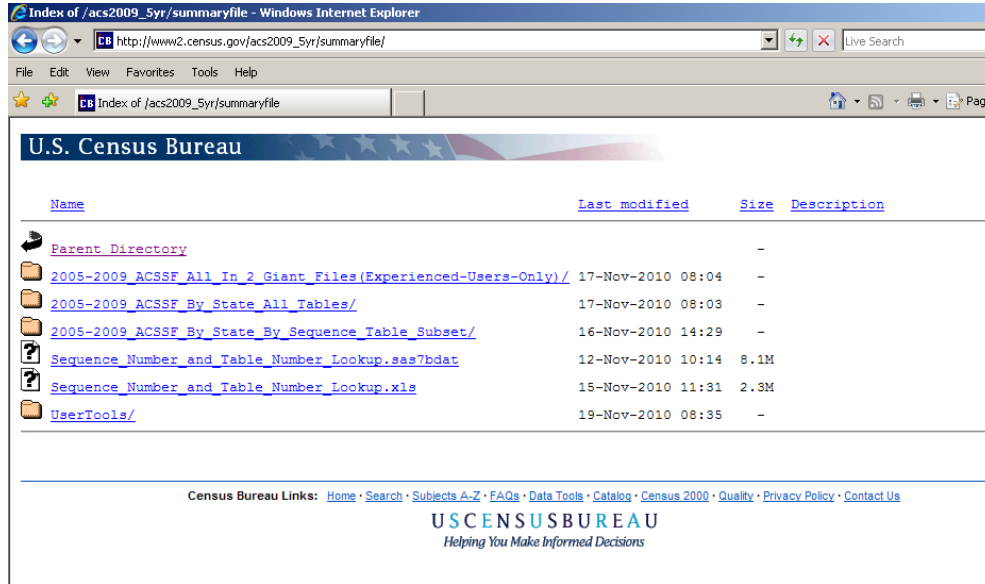 Index of /acs2009_5yr/summaryfile - Windows Internet Explorer
CB http://www2.census.gov/acs2009_5yr/summaryfile/ Live Search
File Edit View Favorites Tools Help
CB Index of /acs2009_5yr/summaryfile Pag
U.S. Census Bureau
Name Last modified Size Description
Parent Directory -
2005-2009_ACSSF_All_In_2_Giant_Files(Experienced-Users-Only)/ 17-Nov-2010 08:04 -
2005-2009_ACSSF_By_State_All_Tables/ 17-Nov-2010 08:03 -
2005-2009_ACSSF_By_State_By_Sequence_Table_Subset/ 16-Nov-2010 14:29 -
Sequence_Number_and_Table_Number_Lookup.sas7bdat 12-Nov-2010 10:14 8.1M
Sequence_Number_and_Table_Number_Lookup.xls 15-Nov-2010 11:31 2.3M
UserTools/ 19-Nov-2010 08:35 -
Census Bureau Links: Home · Search · Subjects A-Z · FAQs · Data Tools · Catalog · Census 2000 · Quality · Privacy Policy · Contact Us
USCENSUSBUREAU
Helping You Make Informed Decisions